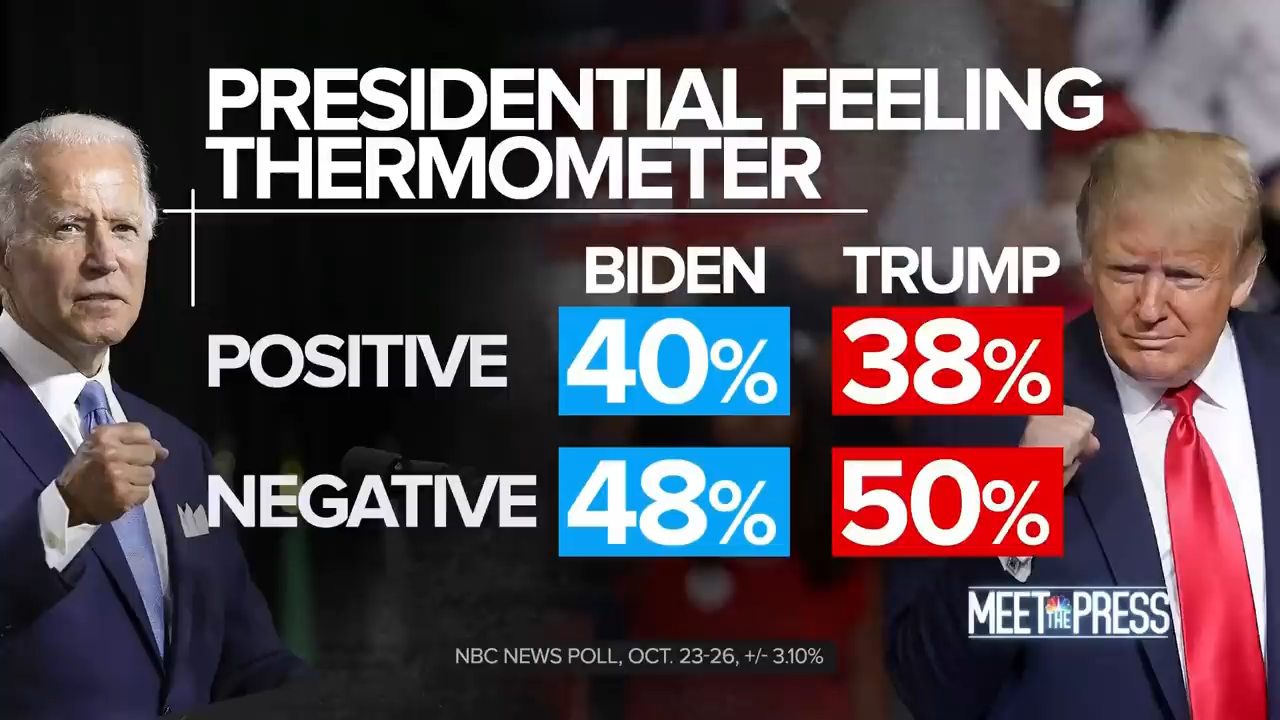 PRESIDENTIAL FEELING
THERMOMETER
BIDEN TRUMP
POSITIVE 40% 38%
NEGATIVE 48% 50%
MEET THE PRESS
NBC NEWS POLL, OCT. 23-26, +/- 3.10%